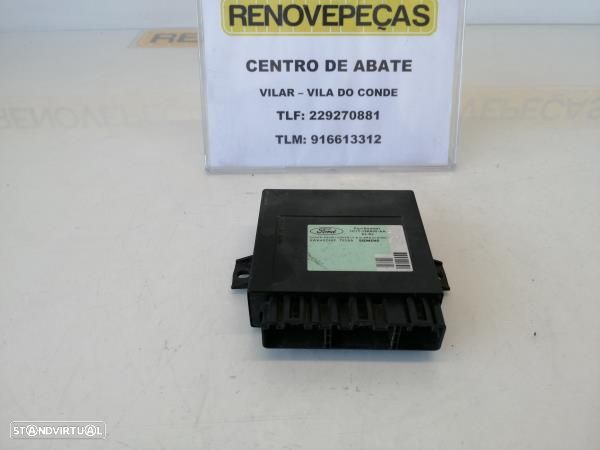 RENOVEPEÇAS
CENTRO DE ABATE
VILAR – VILA DO CONDE
TLF: 229270881
TLM: 916613312
Ford
SIEMENS
STANDVIRTUAL